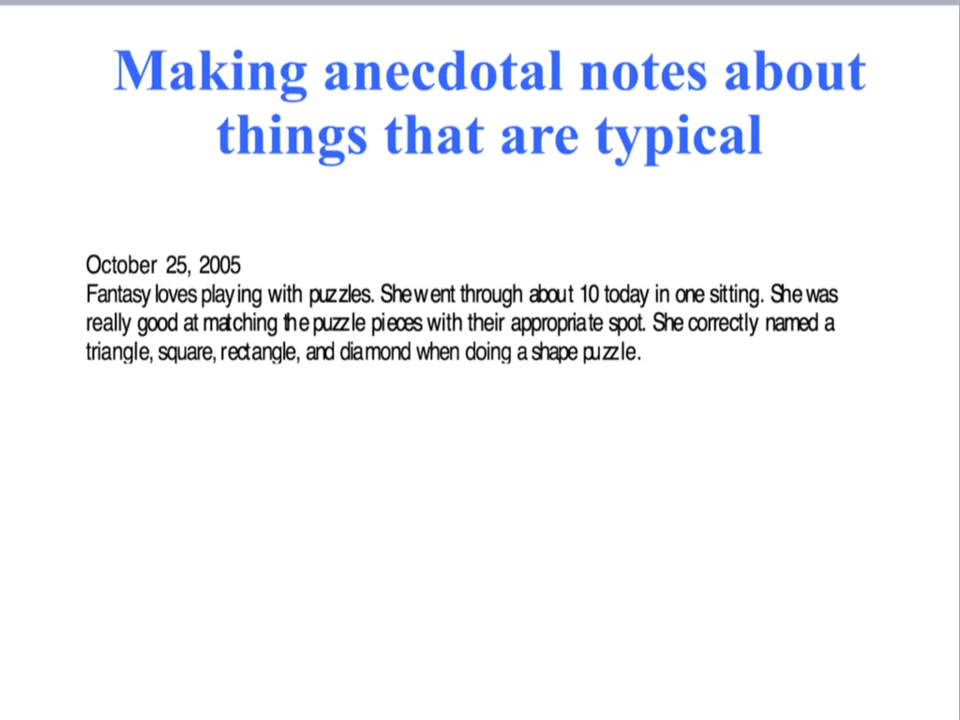 Making anecdotal notes about
things that are typical
October 25, 2005
Fantasy loves playing with puzzles. She went through about 10 today in one sitting. She was
really good at matching the puzzle pieces with their appropriate spot. She correctly named a
triangle, square, rectangle, and diamond when doing a shape puzzle.